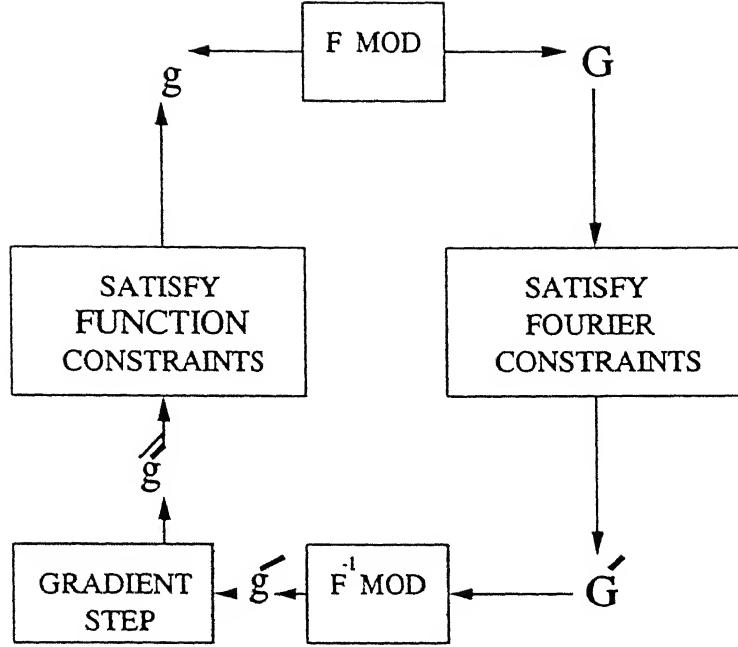 F MOD
g
G
SATISFY
FUNCTION
CONSTRAINTS
SATISFY
FOURIER
CONSTRAINTS
g̋
GRADIENT
STEP
g′
F⁻¹ MOD
G′